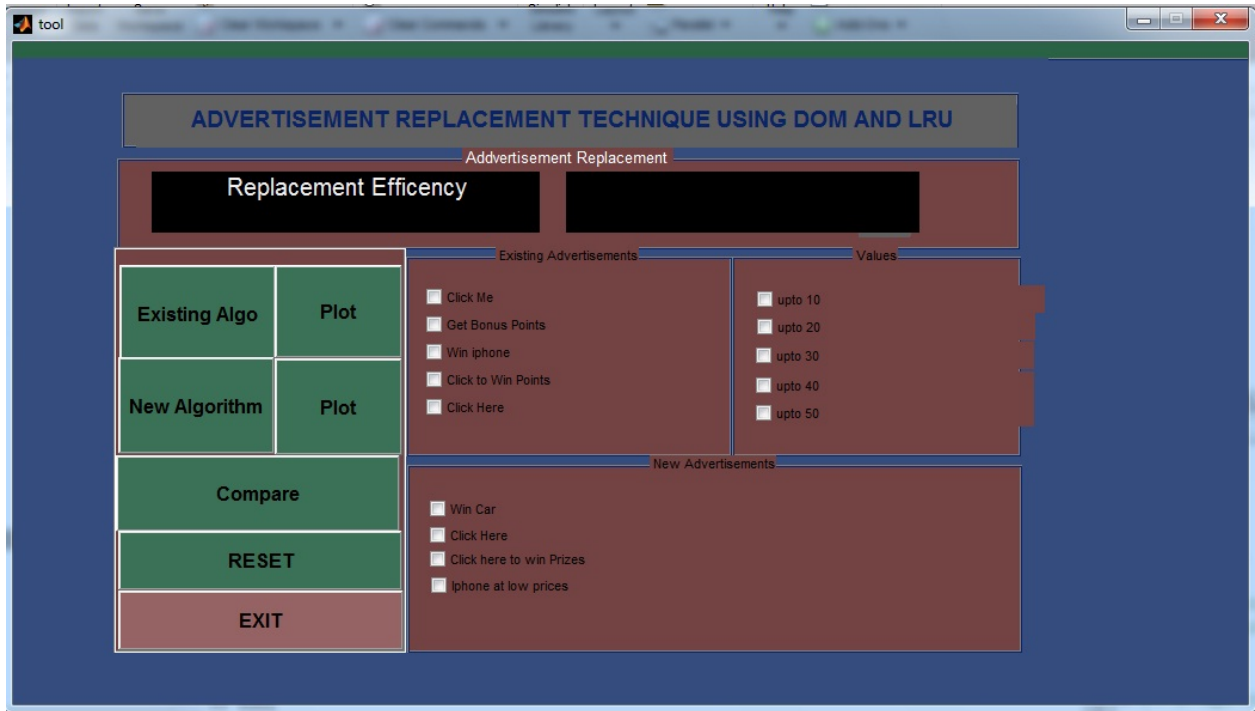 tool
ADVERTISEMENT REPLACEMENT TECHNIQUE USING DOM AND LRU
Addvertisement Replacement
Replacement Efficency
Existing Algo
Plot
New Algorithm
Plot
Compare
RESET
EXIT
Existing Advertisements
Click Me
Get Bonus Points
Win iphone
Click to Win Points
Click Here
Values
upto 10
upto 20
upto 30
upto 40
upto 50
New Advertisements
Win Car
Click Here
Click here to win Prizes
Iphone at low prices